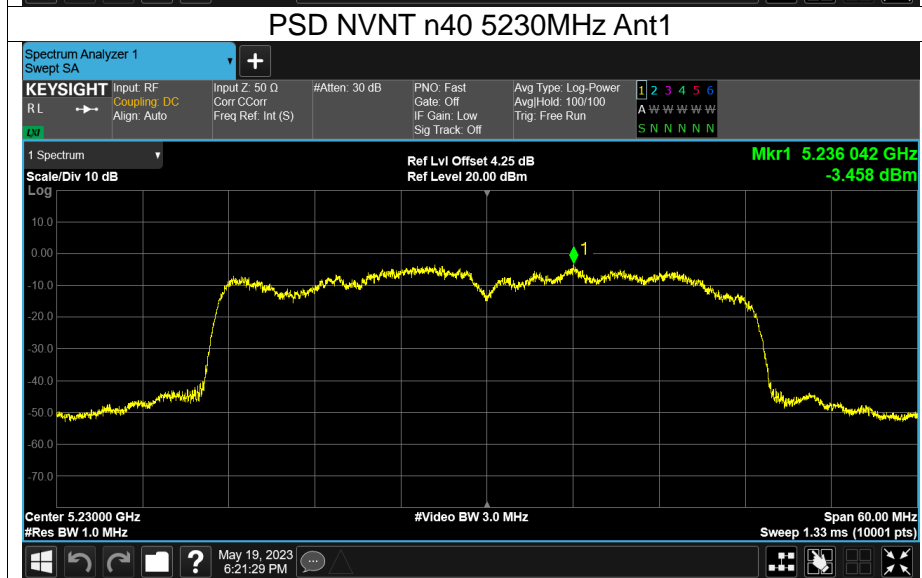 PSD NVNT n40 5230MHz Ant1
Spectrum Analyzer 1
Swept SA
+
KEYSIGHT
RL
LXI
Input: RF
Coupling: DC
Align: Auto
Input Z: 50 Ω
Corr CCorr
Freq Ref: Int (S)
#Atten: 30 dB
PNO: Fast
Gate: Off
IF Gain: Low
Sig Track: Off
Avg Type: Log-Power
Avg|Hold: 100/100
Trig: Free Run
1 2 3 4 5 6
A W W W W W
S N N N N N
1 Spectrum
Scale/Div 10 dB
Log
Ref Lvl Offset 4.25 dB
Ref Level 20.00 dBm
Mkr1 5.236 042 GHz
-3.458 dBm
1
10.0
0.00
-10.0
-20.0
-30.0
-40.0
-50.0
-60.0
-70.0
Center 5.23000 GHz
#Res BW 1.0 MHz
#Video BW 3.0 MHz
Span 60.00 MHz
Sweep 1.33 ms (10001 pts)
?
May 19, 2023
6:21:29 PM